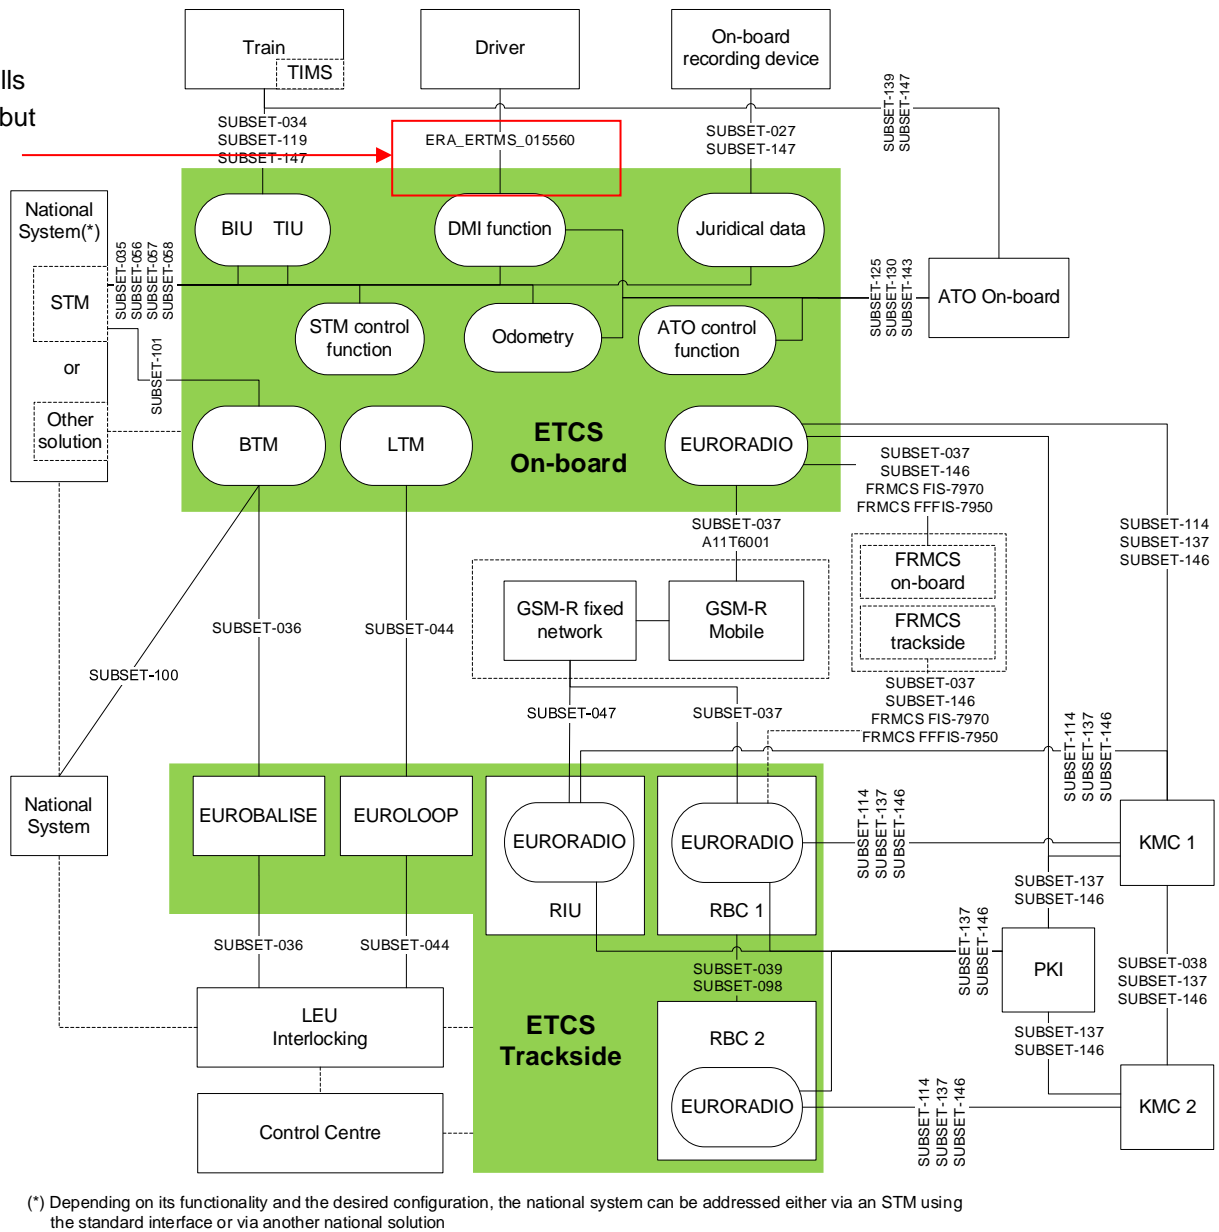 Train
TIMS
Driver
On-board
recording device
lls
but
SUBSET-034
SUBSET-119
SUBSET-147
ERA_ERTMS_015560
SUBSET-027
SUBSET-147
SUBSET-139
SUBSET-147
National
System(*)
STM
or
Other
solution
SUBSET-035
SUBSET-056
SUBSET-057
SUBSET-058
SUBSET-101
BIU TIU
DMI function
Juridical data
STM control
function
Odometry
ATO control
function
SUBSET-125
SUBSET-130
SUBSET-143
ATO On-board
BTM
LTM
ETCS
On-board
EURORADIO
SUBSET-037
SUBSET-146
FRMCS FIS-7970
FRMCS FFFIS-7950
SUBSET-037
A11T6001
SUBSET-114
SUBSET-137
SUBSET-146
FRMCS
on-board
FRMCS
trackside
GSM-R fixed
network
GSM-R
Mobile
SUBSET-036
SUBSET-044
SUBSET-100
SUBSET-047
SUBSET-037
SUBSET-037
SUBSET-146
FRMCS FIS-7970
FRMCS FFFIS-7950
SUBSET-114
SUBSET-137
SUBSET-146
National
System
EUROBALISE
EUROLOOP
EURORADIO
RIU
EURORADIO
RBC 1
SUBSET-114
SUBSET-137
SUBSET-146
KMC 1
SUBSET-137
SUBSET-146
SUBSET-036
SUBSET-044
SUBSET-039
SUBSET-098
SUBSET-137
SUBSET-146
PKI
SUBSET-038
SUBSET-137
SUBSET-146
LEU
Interlocking
ETCS
Trackside
RBC 2
EURORADIO
SUBSET-137
SUBSET-146
SUBSET-114
SUBSET-137
SUBSET-146
KMC 2
Control Centre
(*) Depending on its functionality and the desired configuration, the national system can be addressed either via an STM using
the standard interface or via another national solution